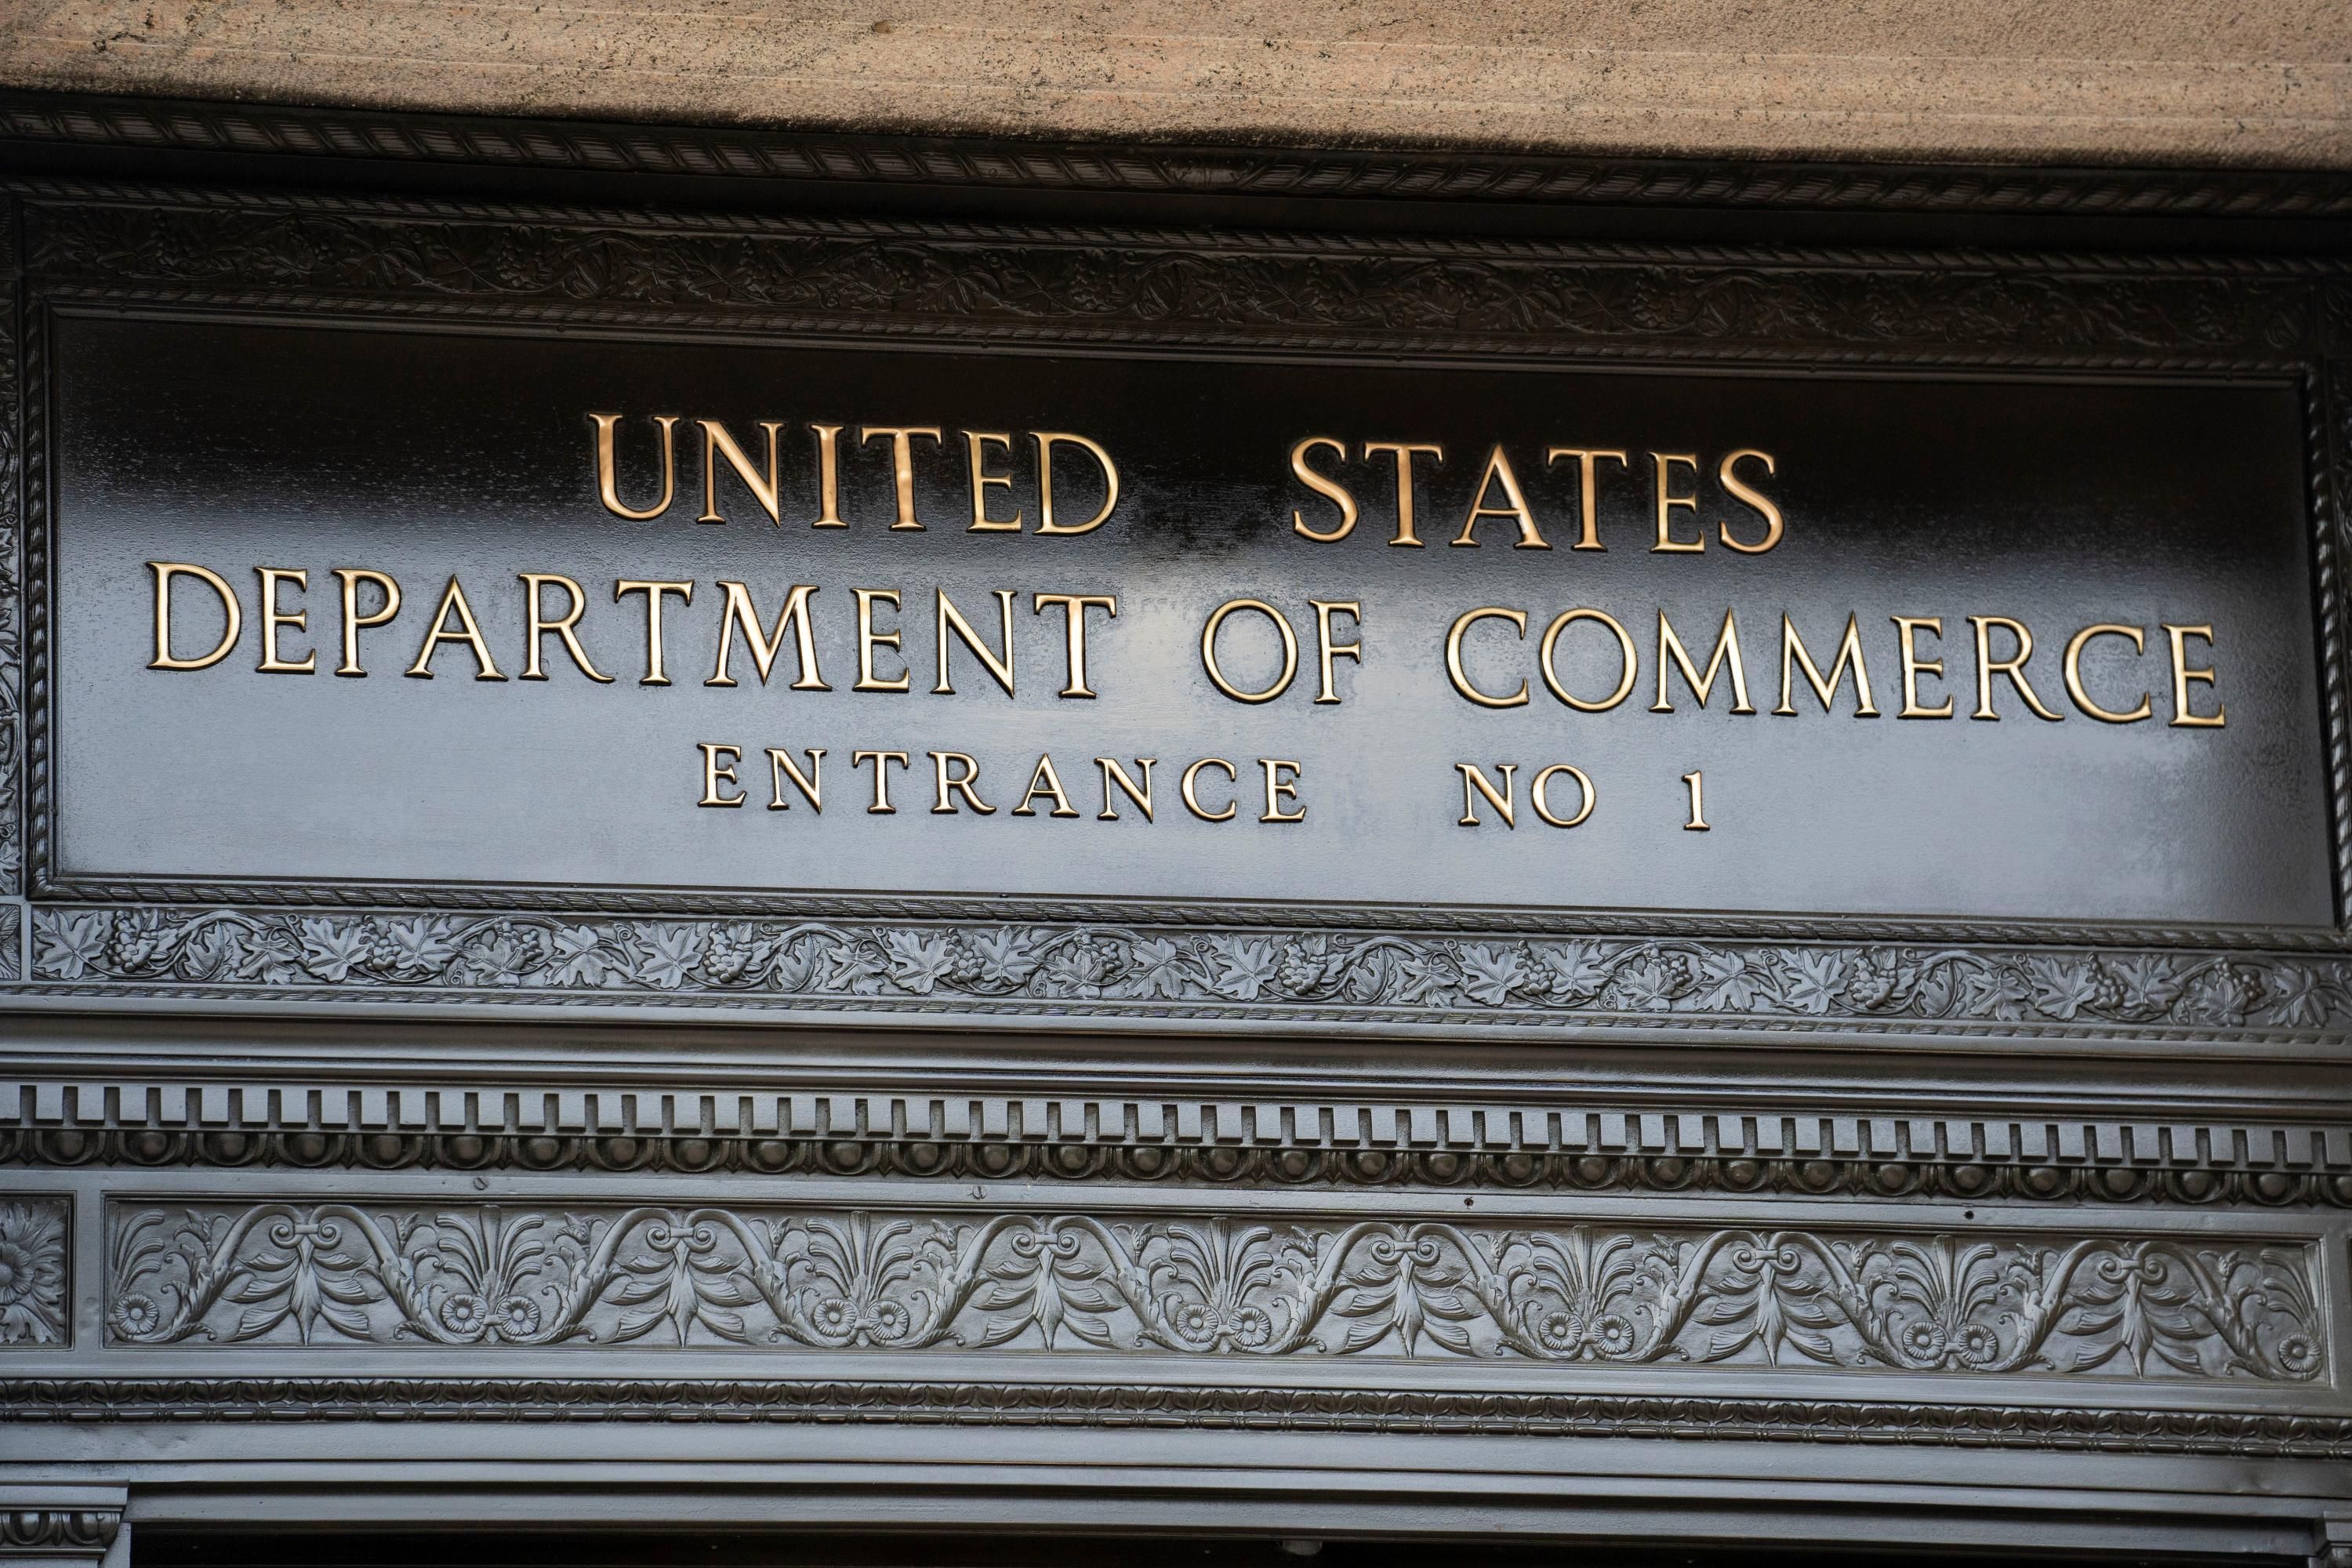 UNITED STATES
DEPARTMENT OF COMMERCE
ENTRANCE NO 1